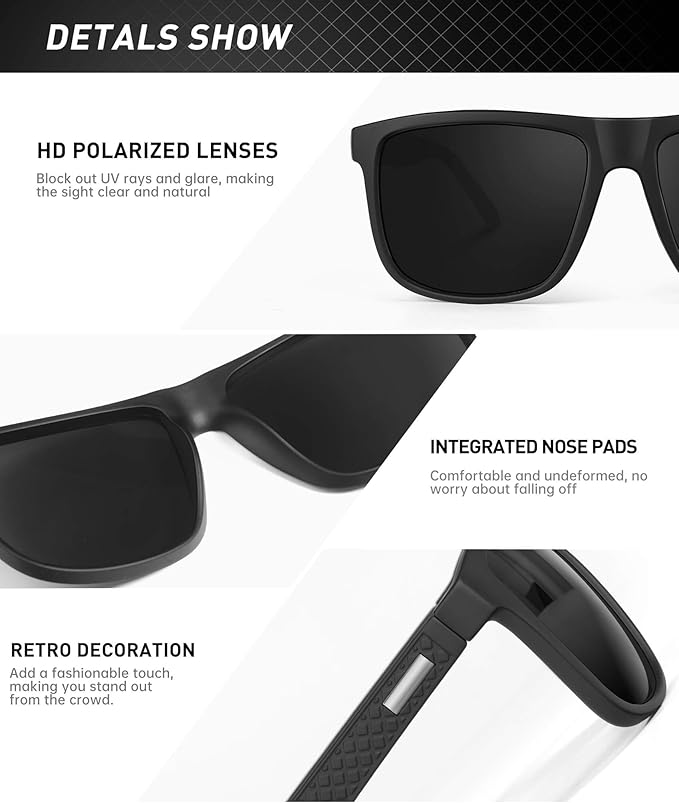 DETALS SHOW
HD POLARIZED LENSES
Block out UV rays and glare, making
the sight clear and natural
INTEGRATED NOSE PADS
Comfortable and undeformed, no
worry about falling off
RETRO DECORATION
Add a fashionable touch,
making you stand out
from the crowd.